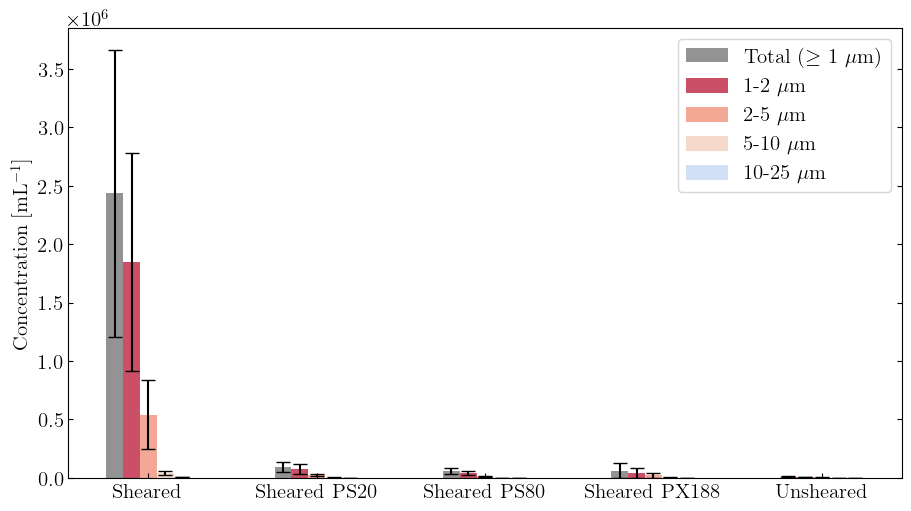 ×10⁶
3.5
3.0
2.5
2.0
1.5
1.0
0.5
0.0
Concentration [mL⁻¹]
Total (≥ 1 μm)
1-2 μm
2-5 μm
5-10 μm
10-25 μm
Sheared
Sheared PS20
Sheared PS80
Sheared PX188
Unsheared